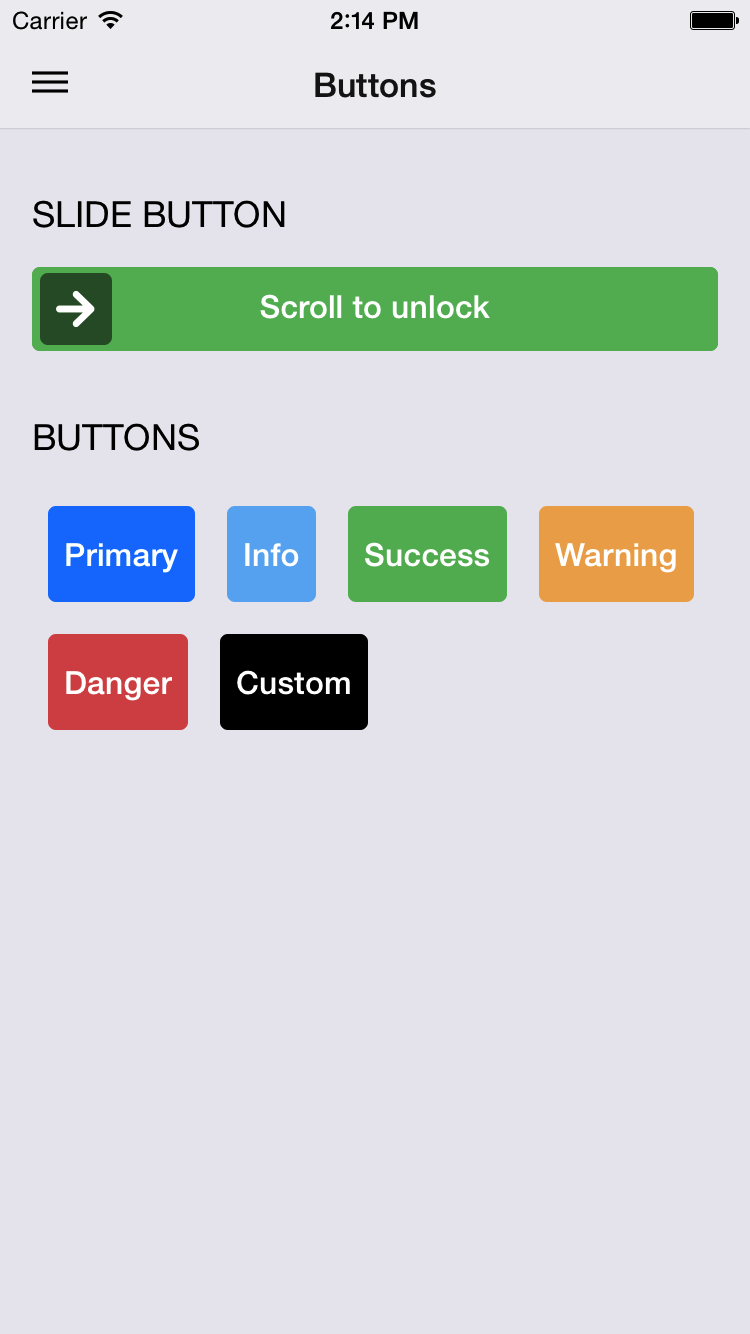 Carrier 2:14 PM
Buttons
SLIDE BUTTON
Scroll to unlock
BUTTONS
Primary Info Success Warning
Danger Custom